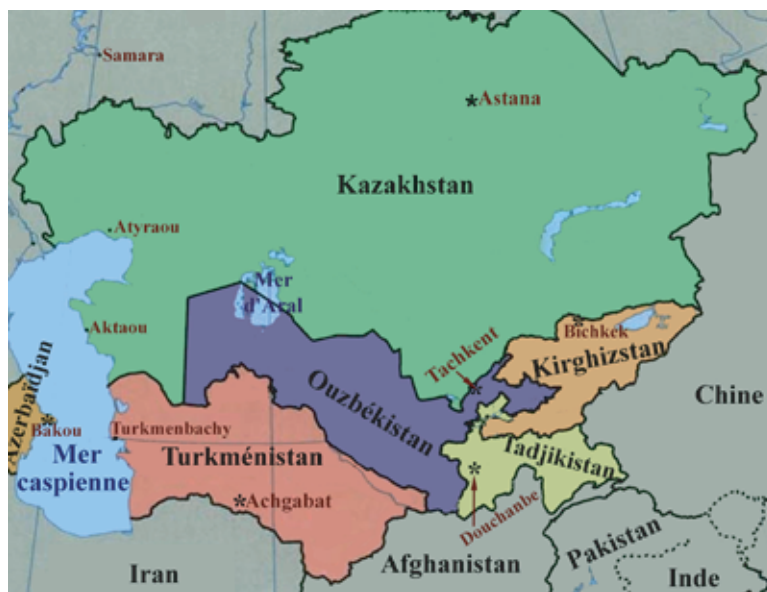 Samara
Astana
Kazakhstan
Atyraou
Mer
d'Aral
Aktaou
Tachkent
Bichkek
Kirghizstan
Azerbaïdjan
Ouzbékistan
Chine
Bakou
Turkmenbachy
Mer
caspienne
Turkménistan
Tadjikistan
Achgabat
Douchanbe
Iran
Afghanistan
Pakistan
Inde